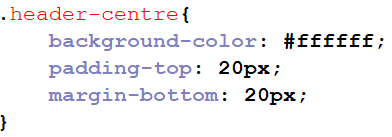 .header-centre{
    background-color: #ffffff;
    padding-top: 20px;
    margin-bottom: 20px;
}